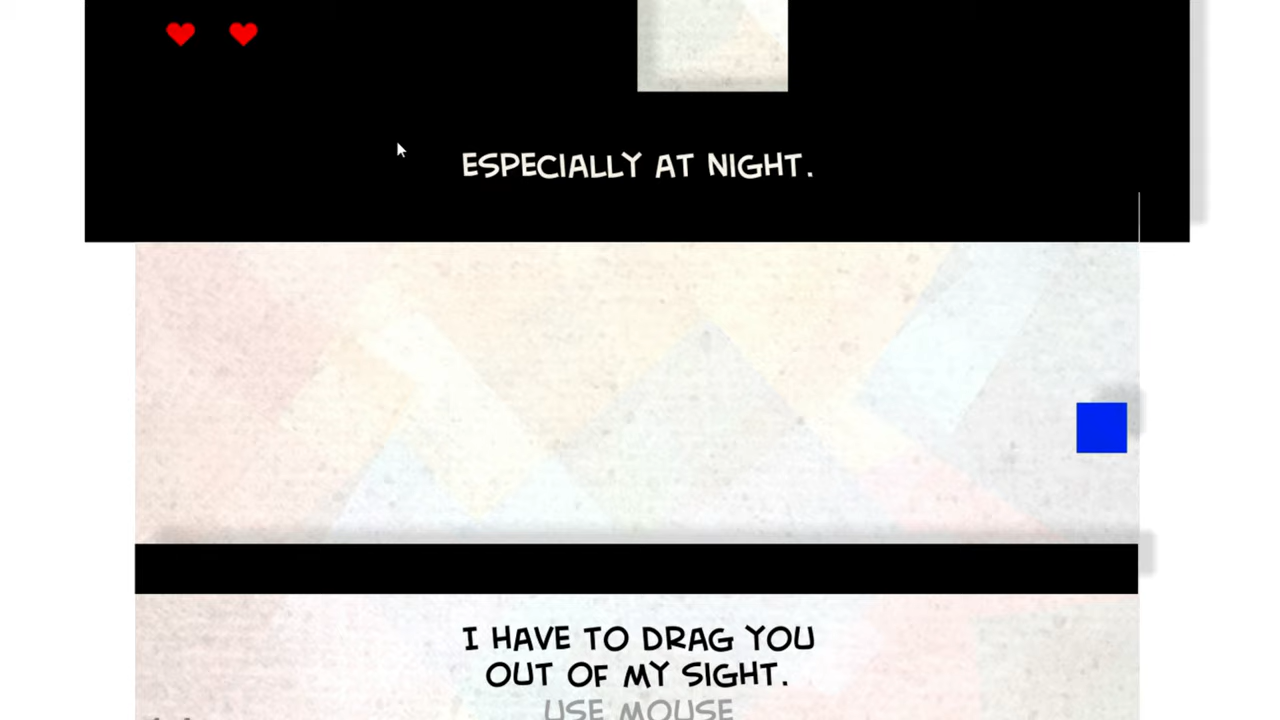 ESPECIALLY AT NIGHT.
I HAVE TO DRAG YOU
OUT OF MY SIGHT.
USE MOUSE